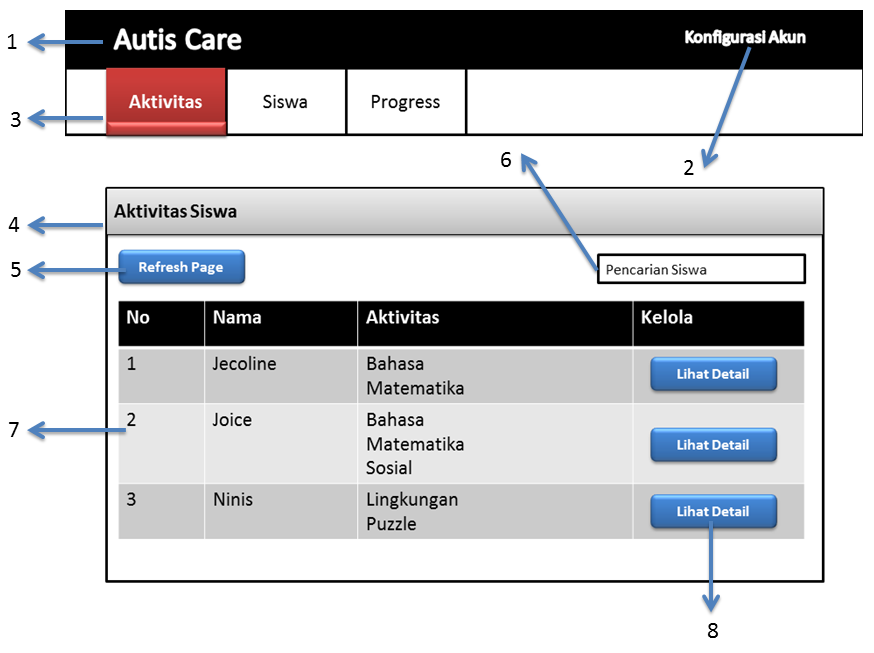 1
Autis Care
Konfigurasi Akun
3
Aktivitas
Siswa
Progress
6
2
4
Aktivitas Siswa
5
Refresh Page
Pencarian Siswa
No
Nama
Aktivitas
Kelola
1
Jecoline
Bahasa
Matematika
Lihat Detail
7
2
Joice
Bahasa
Matematika
Sosial
Lihat Detail
3
Ninis
Lingkungan
Puzzle
Lihat Detail
8